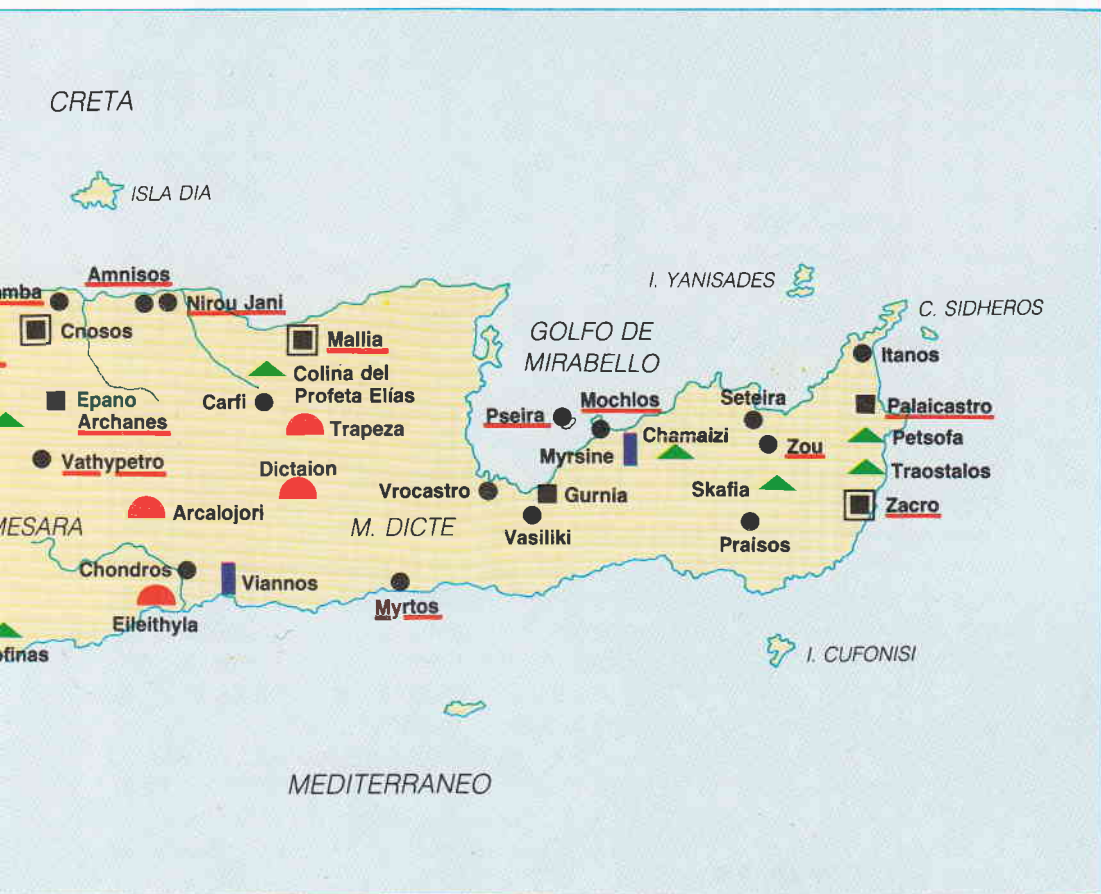 CRETA
ISLA DIA
Amnisos
Nirou Jani
Cnosos
Mallia
Colina del
Profeta Elías
Epano
Archanes
Carfi
Trapeza
Vathypetro
Dictaion
Arcalojori
M. DICTE
Chondros
Viannos
Eileithyla
Myrtos
I. YANISADES
C. SIDHEROS
GOLFO DE
MIRABELLO
Itanos
Mochlos
Seteira
Pseira
Palaicastro
Chamaizi
Zou
Petsofa
Myrsine
Traostalos
Skafia
Vrocastro
Gurnia
Zacro
Vasiliki
Praisos
I. CUFONISI
MEDITERRANEO